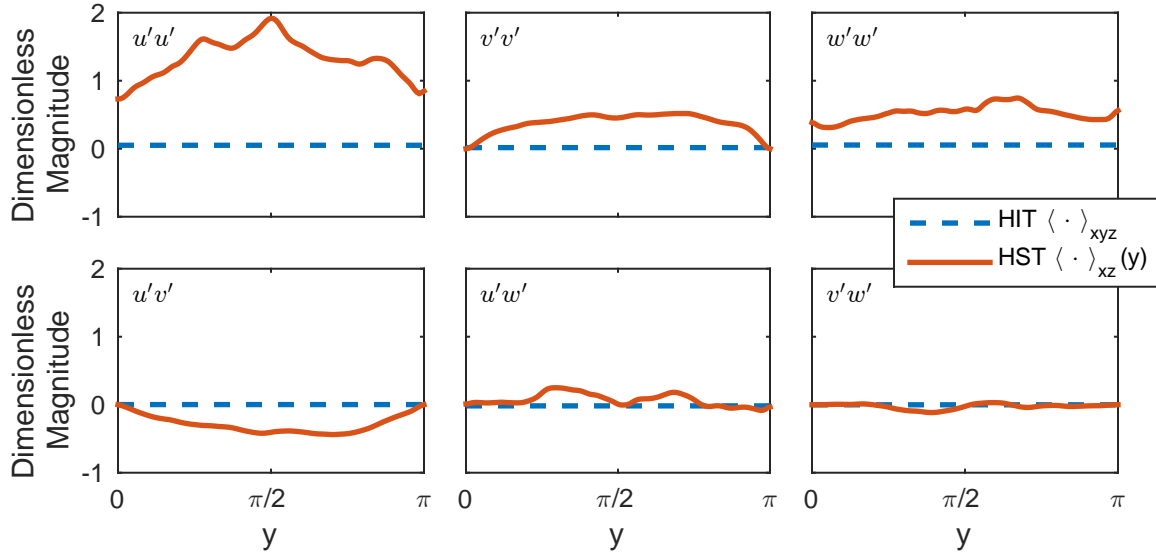 Dimensionless
Magnitude
2
1
0
-1
u′u′
v′v′
w′w′
HIT ⟨ · ⟩xyz
HST ⟨ · ⟩xz(y)
Dimensionless
Magnitude
2
1
0
-1
u′v′
u′w′
v′w′
0 π/2 π
0 π/2 π
0 π/2 π
y
y
y